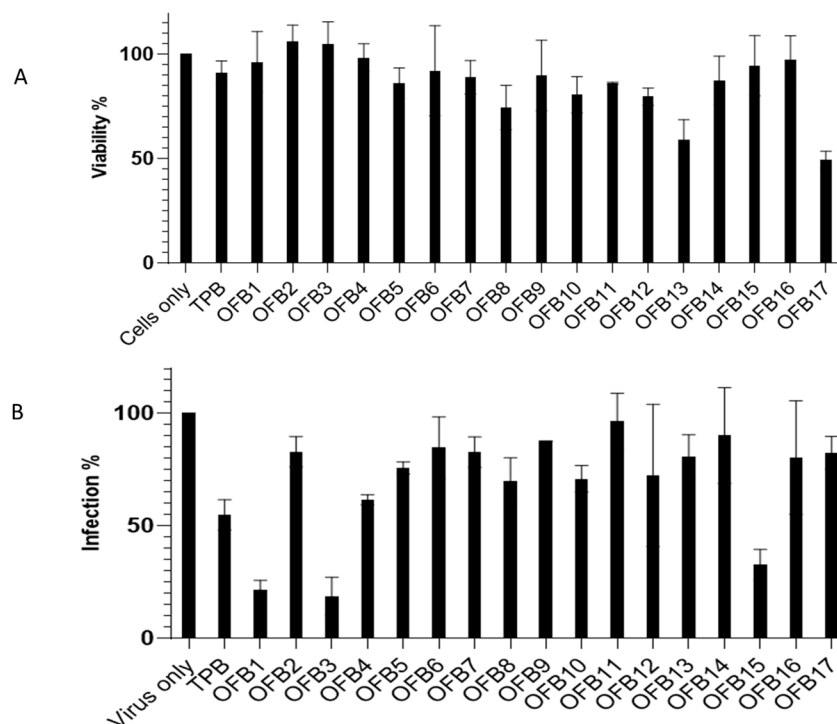 A
Viability %
100
50
0
Cells only
TPB
OFB1
OFB2
OFB3
OFB4
OFB5
OFB6
OFB7
OFB8
OFB9
OFB10
OFB11
OFB12
OFB13
OFB14
OFB15
OFB16
OFB17
B
Infection %
100
50
0
Virus only
TPB
OFB1
OFB2
OFB3
OFB4
OFB5
OFB6
OFB7
OFB8
OFB9
OFB10
OFB11
OFB12
OFB13
OFB14
OFB15
OFB16
OFB17